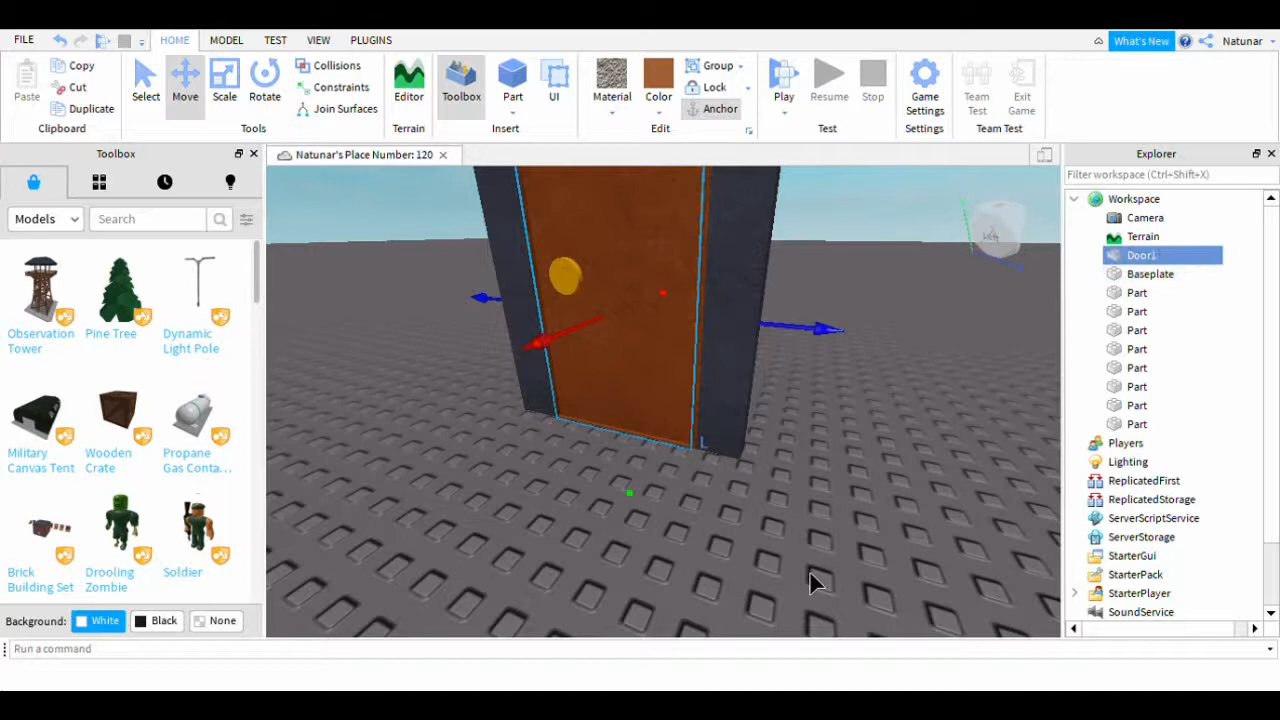 FILE HOME MODEL TEST VIEW PLUGINS What's New Natunar
Paste Copy Cut Duplicate Select Move Scale Rotate Collisions Constraints Join Surfaces Editor Toolbox Part UI Material Color Group Lock Anchor Play Resume Stop Game Settings Team Test Exit Game
Clipboard Tools Terrain Insert Edit Test Settings Team Test
Toolbox
Natunar's Place Number: 120
Explorer
Filter workspace (Ctrl+Shift+X)
Models
Search
Observation Tower
Pine Tree
Dynamic Light Pole
Military Canvas Tent
Wooden Crate
Propane Gas Conta...
Brick Building Set
Drooling Zombie
Soldier
Background: White Black None
Left
L
Workspace
Camera
Terrain
Door1
Baseplate
Part
Part
Part
Part
Part
Part
Part
Part
Players
Lighting
ReplicatedFirst
ReplicatedStorage
ServerScriptService
ServerStorage
StarterGui
StarterPack
StarterPlayer
SoundService
Run a command